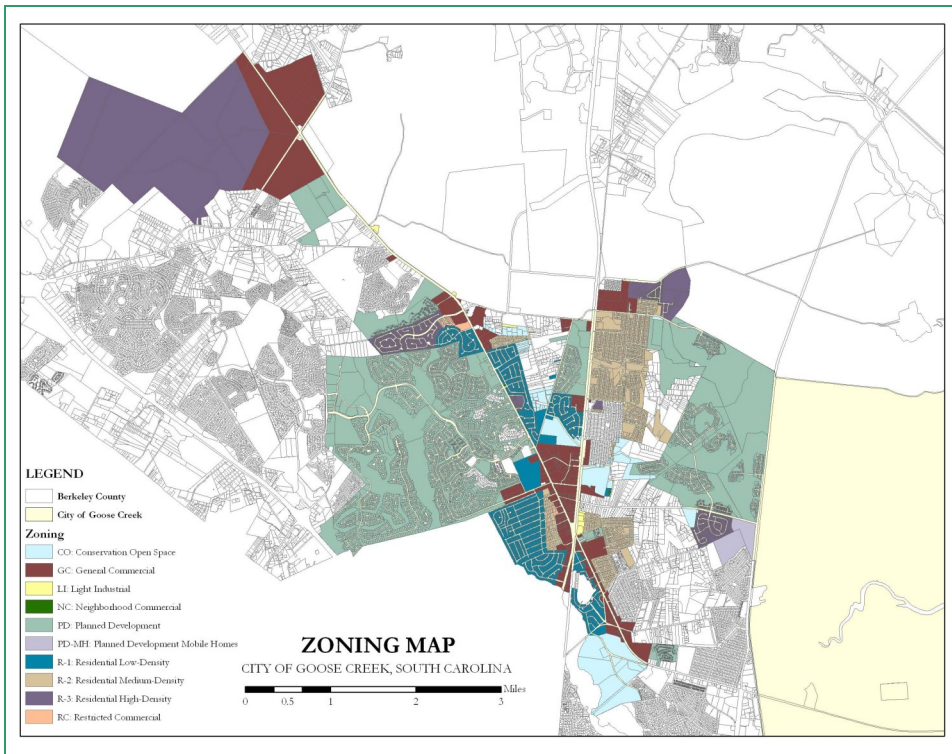 LEGEND
Berkeley County
City of Goose Creek
Zoning
CO: Conservation Open Space
GC: General Commercial
LI: Light Industrial
NC: Neighborhood Commercial
PD: Planned Development
PD-MH: Planned Development Mobile Homes
R-1: Residential Low-Density
R-2: Residential Medium-Density
R-3: Residential High-Density
RC: Restricted Commercial
ZONING MAP
CITY OF GOOSE CREEK, SOUTH CAROLINA
Miles
0 0.5 1 2 3